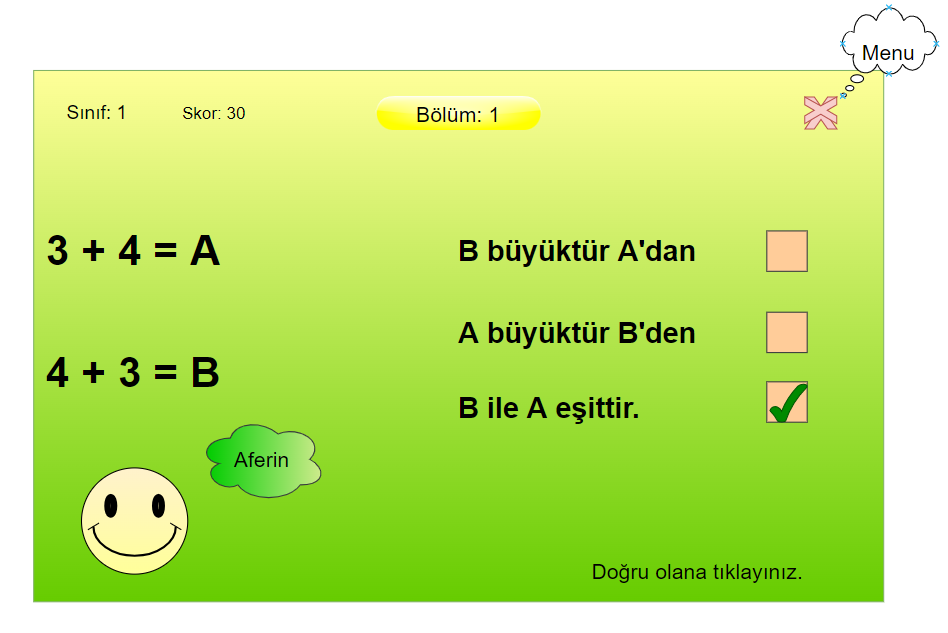 Menu
Sınıf: 1
Skor: 30
Bölüm: 1
3 + 4 = A
4 + 3 = B
B büyüktür A'dan
A büyüktür B'den
B ile A eşittir.
Aferin
Doğru olana tıklayınız.